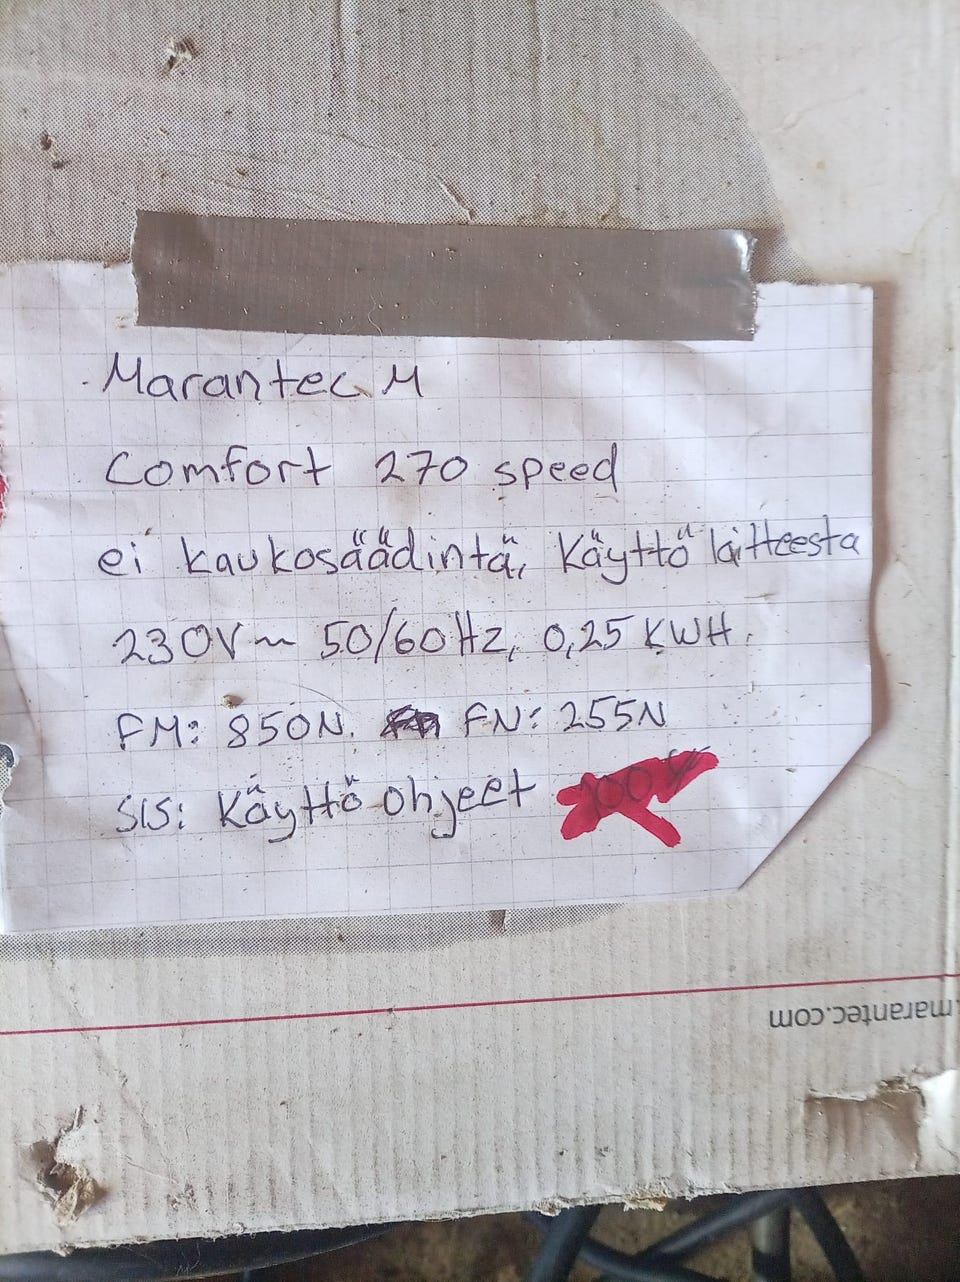 Marantec M
Comfort 270 speed
ei kaukosäädintä, Käyttö laitteesta
230V~ 50/60Hz, 0,25 KWH.
FM: 850N. FN: 255N
SIS: Käyttö ohjeet
marantec.com